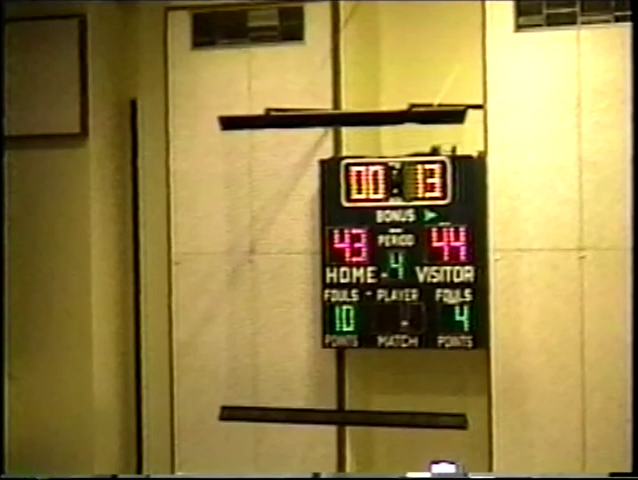 00:13
BONUS
43 PERIOD 44
HOME 4 VISITOR
FOULS PLAYER FOULS
10 4
POINTS MATCH POINTS